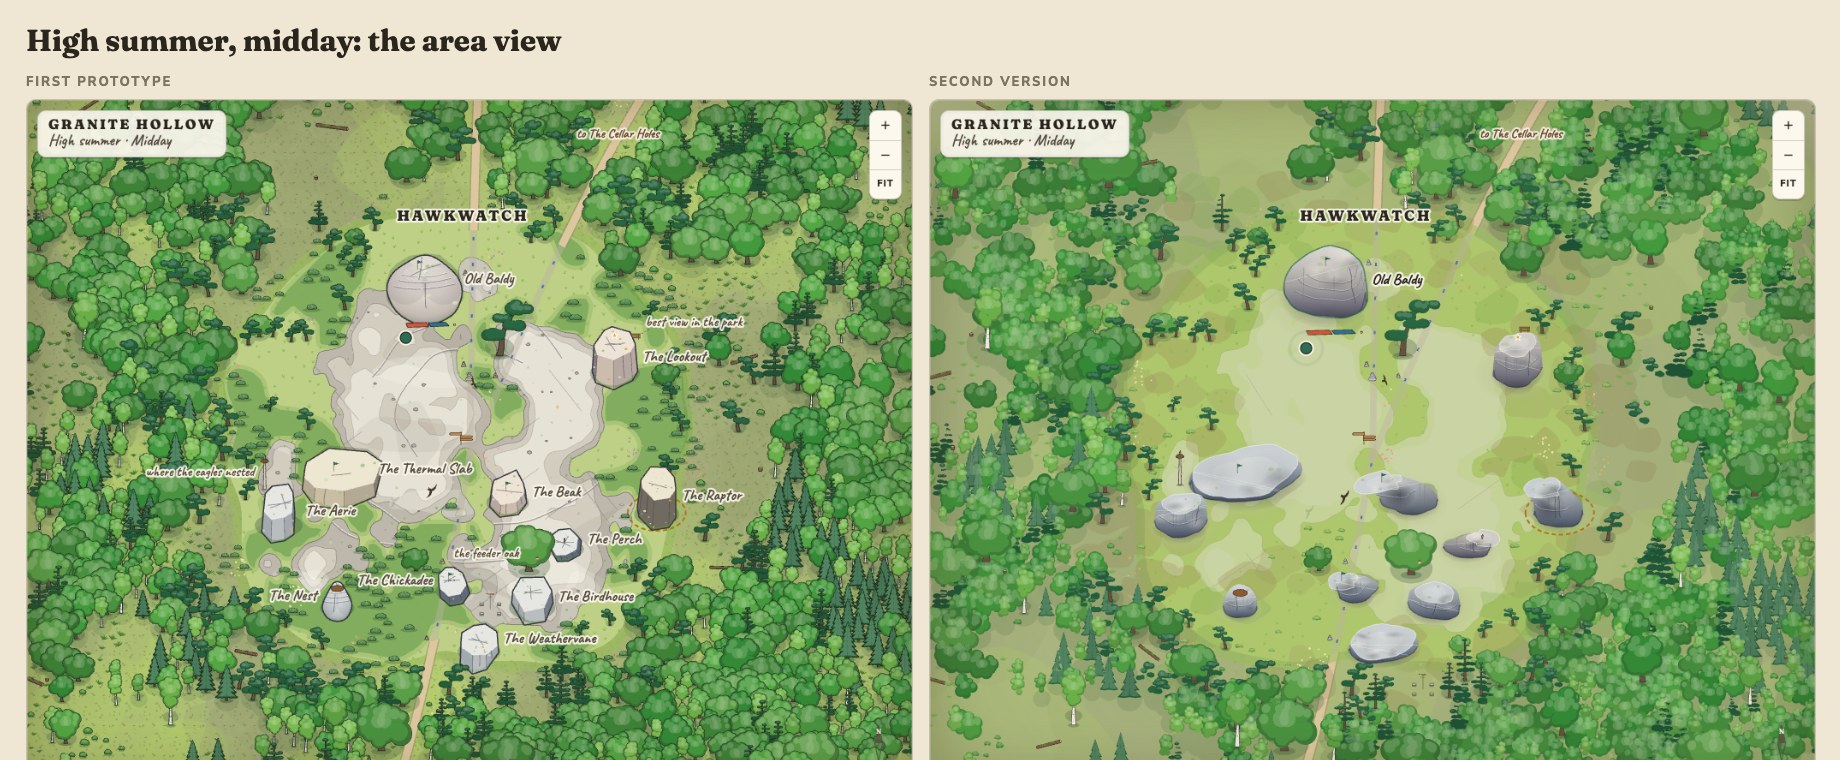 High summer, midday: the area view
FIRST PROTOTYPE
GRANITE HOLLOW
High summer · Midday
to The Cellar Holes
+
−
FIT
HAWKWATCH
Old Baldy
best view in the park
The Lookout
where the eagles nested
The Thermal Slab
The Beak
The Raptor
The Aerie
The Perch
the feeder oak
The Chickadee
The Nest
The Birdhouse
The Weathervane
N
SECOND VERSION
GRANITE HOLLOW
High summer · Midday
to The Cellar Holes
+
−
FIT
HAWKWATCH
Old Baldy
N